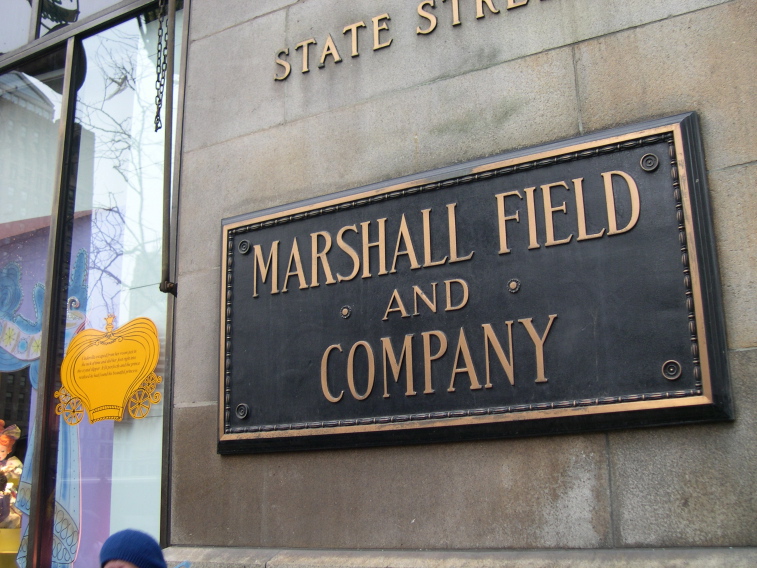 STATE STRE
MARSHALL FIELD
AND
COMPANY